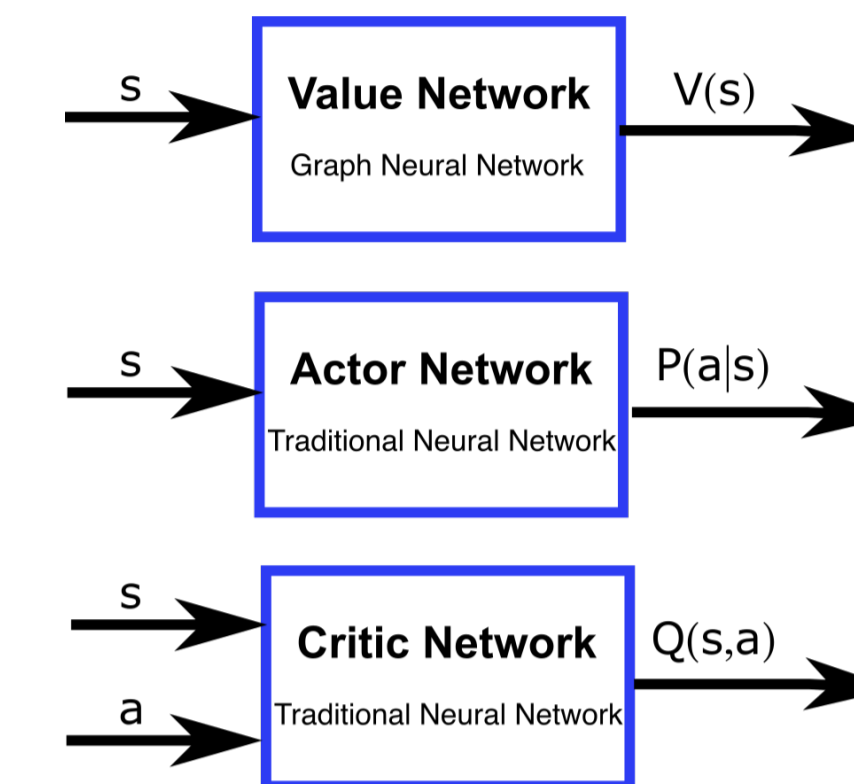 s
Value Network
V(s)
Graph Neural Network
s
Actor Network
P(a|s)
Traditional Neural Network
s
Critic Network
Q(s,a)
a
Traditional Neural Network